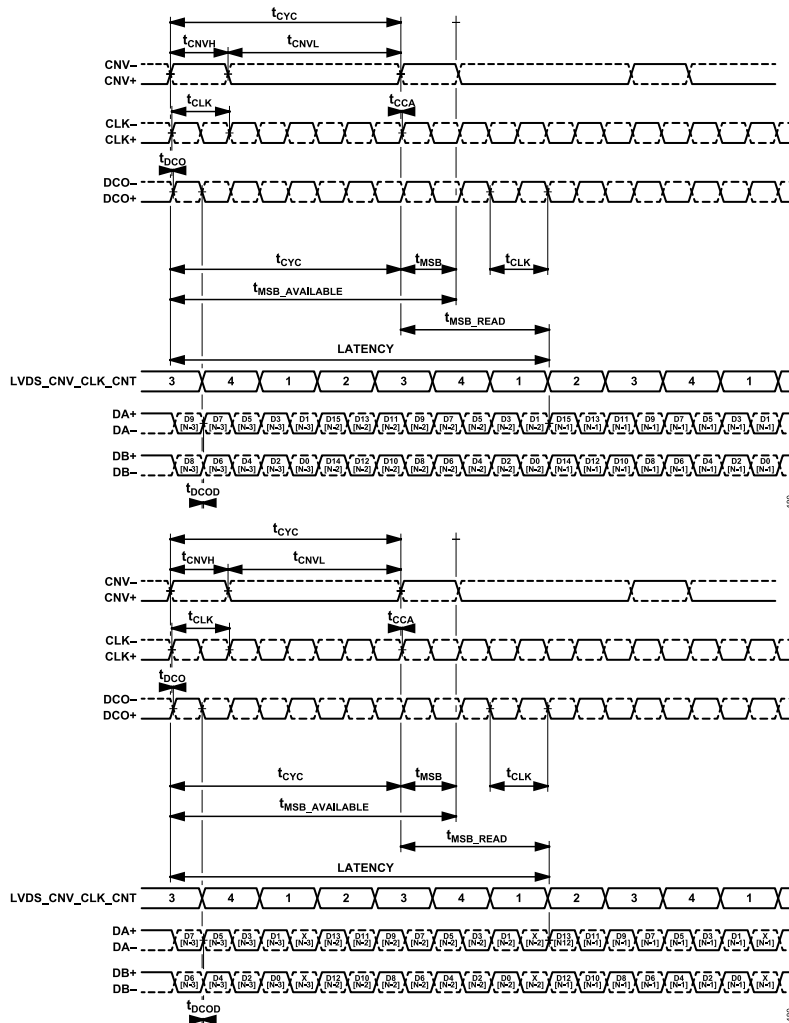 tCYC
tCNVH tCNVL
CNV–
CNV+
tCLK tCCA
CLK–
CLK+
tDCO
DCO–
DCO+
tCYC tMSB tCLK
tMSB_AVAILABLE
tMSB_READ
LATENCY
LVDS_CNV_CLK_CNT 3 4 1 2 3 4 1 2 3 4 1
DA+ D9 D7 D5 D3 D1 D15 D13 D11 D9 D7 D5 D3 D1 D15 D13 D11 D9 D7 D5 D3 D1
DA– [N-3] [N-3] [N-3] [N-3] [N-3] [N-2] [N-2] [N-2] [N-2] [N-2] [N-2] [N-2] [N-2] [N-1] [N-1] [N-1] [N-1] [N-1] [N-1] [N-1] [N-1]
DB+ D8 D6 D4 D2 D0 D14 D12 D10 D8 D6 D4 D2 D0 D14 D12 D10 D8 D6 D4 D2 D0
DB– [N-3] [N-3] [N-3] [N-3] [N-3] [N-2] [N-2] [N-2] [N-2] [N-2] [N-2] [N-2] [N-2] [N-1] [N-1] [N-1] [N-1] [N-1] [N-1] [N-1] [N-1]
tDCOD
tCYC
tCNVH tCNVL
CNV–
CNV+
tCLK tCCA
CLK–
CLK+
tDCO
DCO–
DCO+
tCYC tMSB tCLK
tMSB_AVAILABLE
tMSB_READ
LATENCY
LVDS_CNV_CLK_CNT 3 4 1 2 3 4 1 2 3 4 1
DA+ D7 D5 D3 D1 X D13 D11 D9 D7 D5 D3 D1 X D13 D11 D9 D7 D5 D3 D1 X
DA– [N-3] [N-3] [N-3] [N-3] [N-3] [N-2] [N-2] [N-2] [N-2] [N-2] [N-2] [N-2] [N-2] [N12] [N-1] [N-1] [N-1] [N-1] [N-1] [N-1] [N-1]
DB+ D6 D4 D2 D0 X D12 D10 D8 D6 D4 D2 D0 X D12 D10 D8 D6 D4 D2 D0 X
DB– [N-3] [N-3] [N-3] [N-3] [N-3] [N-2] [N-2] [N-2] [N-2] [N-2] [N-2] [N-2] [N-2] [N-1] [N-1] [N-1] [N-1] [N-1] [N-1] [N-1] [N-1]
tDCOD